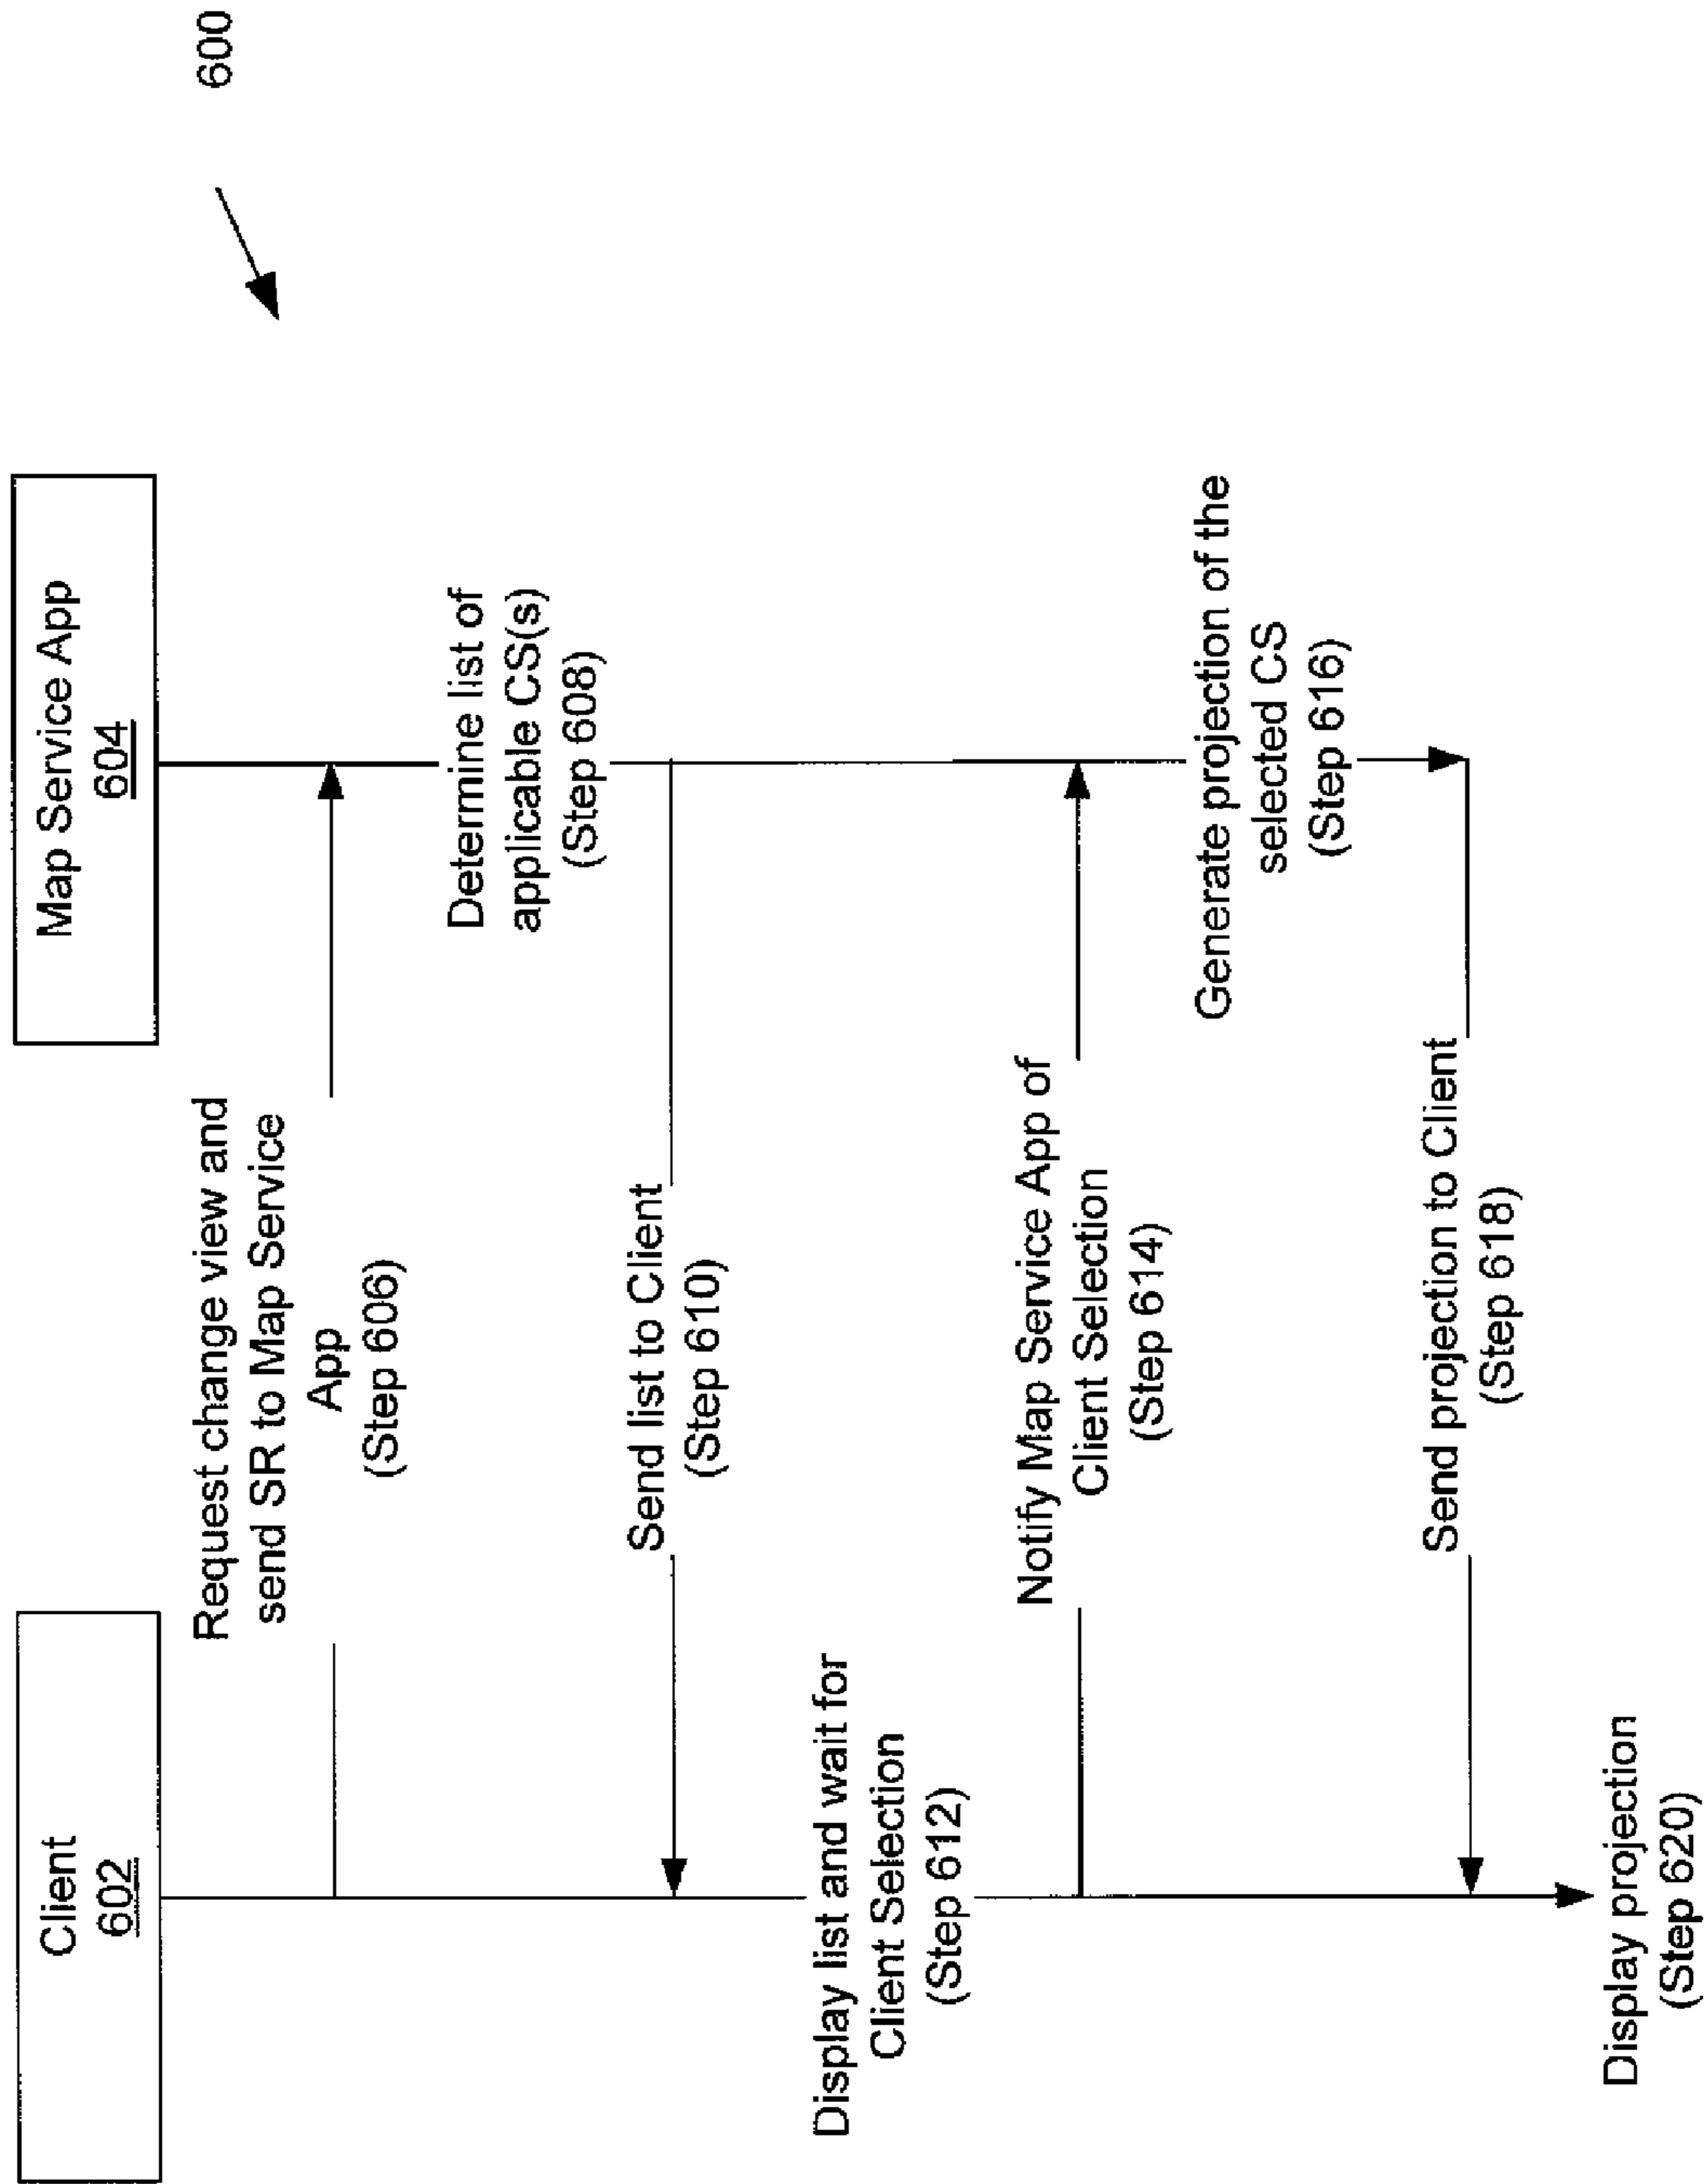 Client
602
Map Service App
604
600
Request change view and
send SR to Map Service
App
(Step 606)
Determine list of
applicable CS(s)
(Step 608)
Send list to Client
(Step 610)
Display list and wait for
Client Selection
(Step 612)
Notify Map Service App of
Client Selection
(Step 614)
Generate projection of the
selected CS
(Step 616)
Send projection to Client
(Step 618)
Display projection
(Step 620)